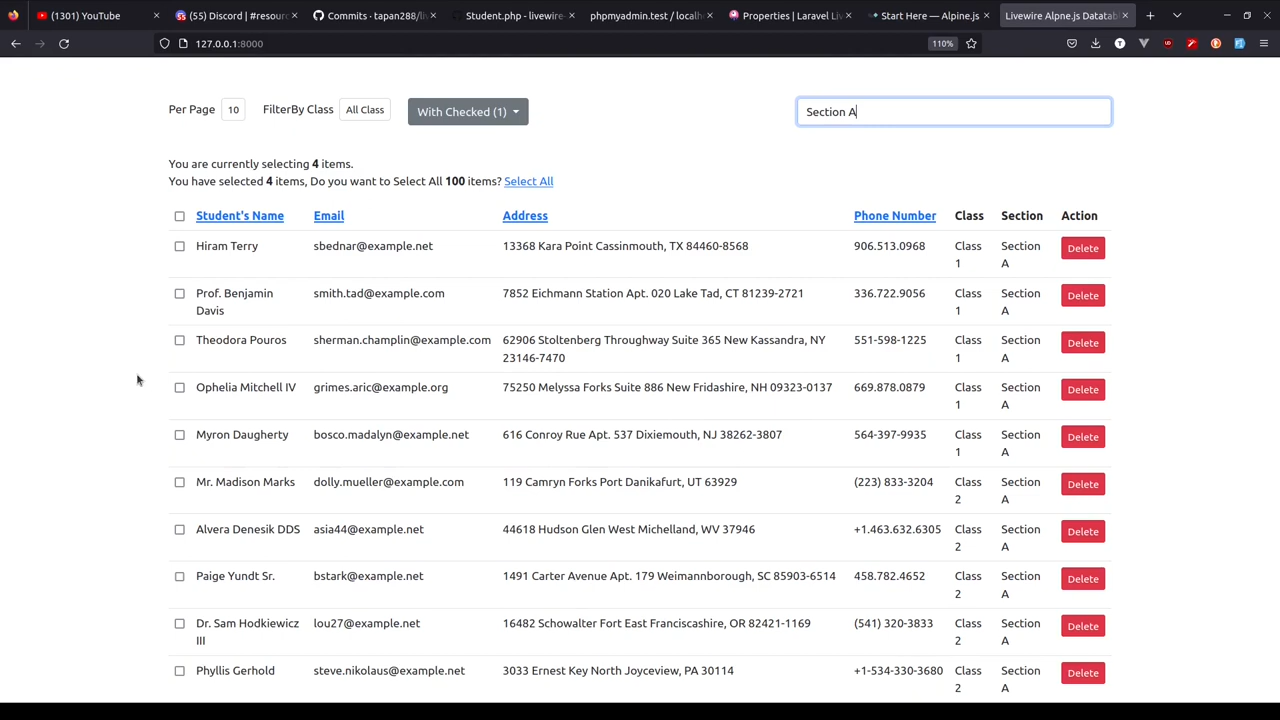 (1301) YouTube
(55) Discord | #resourc
Commits · tapan288/li
Student.php - livewire-
phpmyadmin.test / localh
Properties | Laravel Li
Start Here — Alpine.js
Livewire Alpne.js Datatab
127.0.0.1:8000
110%
Per Page 10 FilterBy Class All Class With Checked (1) Section A
You are currently selecting 4 items.
You have selected 4 items, Do you want to Select All 100 items? Select All
Student's Name Email Address Phone Number Class Section Action
Hiram Terry sbednar@example.net 13368 Kara Point Cassinmouth, TX 84460-8568 906.513.0968 Class Section Delete
1 A
Prof. Benjamin smith.tad@example.com 7852 Eichmann Station Apt. 020 Lake Tad, CT 81239-2721 336.722.9056 Class Section Delete
Davis 1 A
Theodora Pouros sherman.champlin@example.com 62906 Stoltenberg Throughway Suite 365 New Kassandra, NY 551-598-1225 Class Section Delete
23146-7470 1 A
Ophelia Mitchell IV grimes.aric@example.org 75250 Melyssa Forks Suite 886 New Fridashire, NH 09323-0137 669.878.0879 Class Section Delete
1 A
Myron Daugherty bosco.madalyn@example.net 616 Conroy Rue Apt. 537 Dixiemouth, NJ 38262-3807 564-397-9935 Class Section Delete
1 A
Mr. Madison Marks dolly.mueller@example.com 119 Camryn Forks Port Danikafurt, UT 63929 (223) 833-3204 Class Section Delete
2 A
Alvera Denesik DDS asia44@example.net 44618 Hudson Glen West Michelland, WV 37946 +1.463.632.6305 Class Section Delete
2 A
Paige Yundt Sr. bstark@example.net 1491 Carter Avenue Apt. 179 Weimannborough, SC 85903-6514 458.782.4652 Class Section Delete
2 A
Dr. Sam Hodkiewicz lou27@example.net 16482 Schowalter Fort East Franciscashire, OR 82421-1169 (541) 320-3833 Class Section Delete
III 2 A
Phyllis Gerhold steve.nikolaus@example.net 3033 Ernest Key North Joyceview, PA 30114 +1-534-330-3680 Class Section Delete
2 A